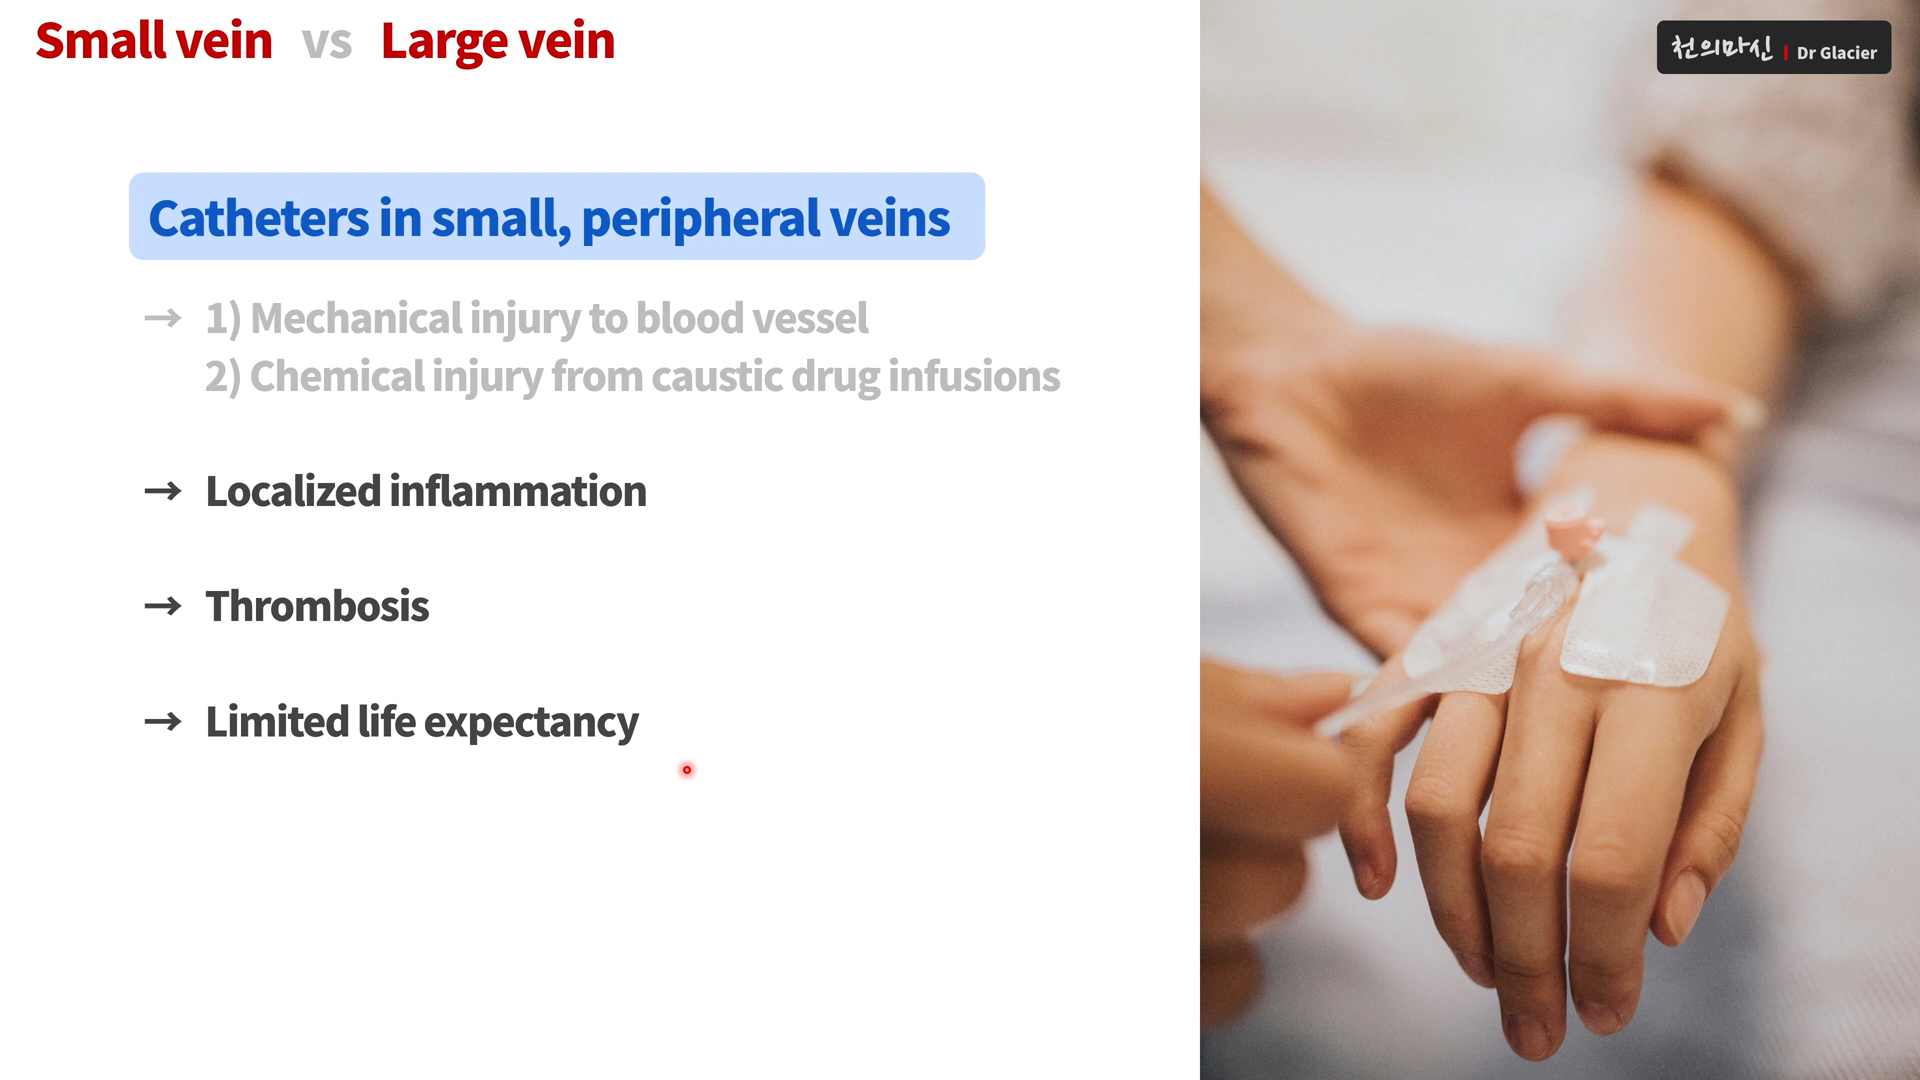 Small vein vs Large vein
천의마신 | Dr Glacier
Catheters in small, peripheral veins
→ 1) Mechanical injury to blood vessel
2) Chemical injury from caustic drug infusions
→ Localized inflammation
→ Thrombosis
→ Limited life expectancy